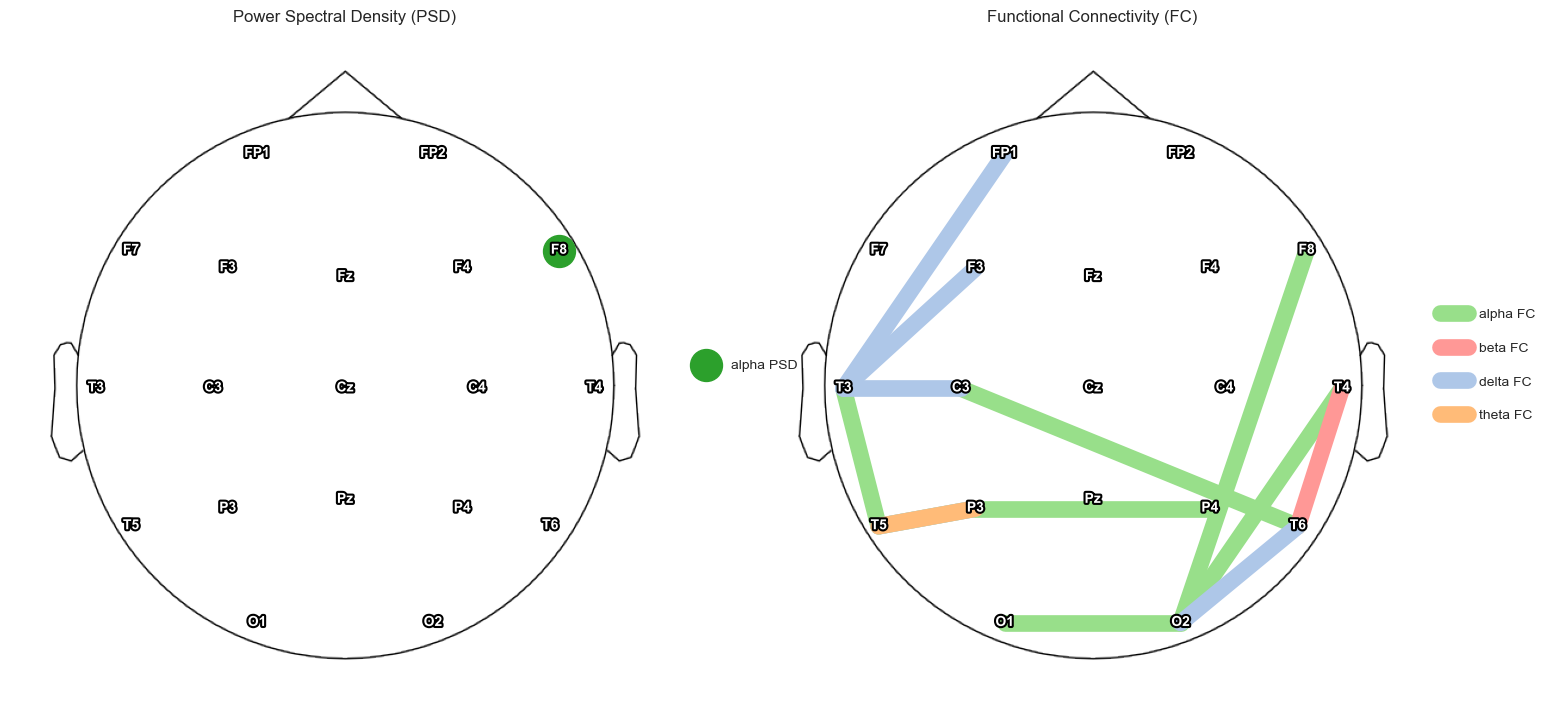 Power Spectral Density (PSD)
FP1 FP2
F7 F8
F3 F4
Fz
T3 C3 Cz C4 T4
Pz
P3 P4
T5 T6
O1 O2
alpha PSD
Functional Connectivity (FC)
FP1 FP2
F7 F8
F3 F4
Fz
T3 C3 Cz C4 T4
Pz
P3 P4
T5 T6
O1 O2
alpha FC
beta FC
delta FC
theta FC